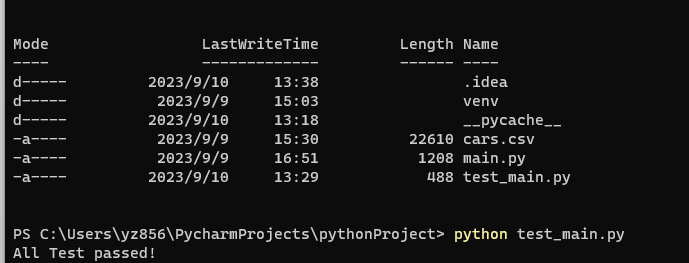 Mode LastWriteTime Length Name
---- ------------- ------ ----
d----- 2023/9/10 13:38 .idea
d----- 2023/9/9 15:03 venv
d----- 2023/9/10 13:18 __pycache__
-a---- 2023/9/9 15:30 22610 cars.csv
-a---- 2023/9/9 16:51 1208 main.py
-a---- 2023/9/10 13:29 488 test_main.py
PS C:\Users\yz856\PycharmProjects\pythonProject> python test_main.py
All Test passed!